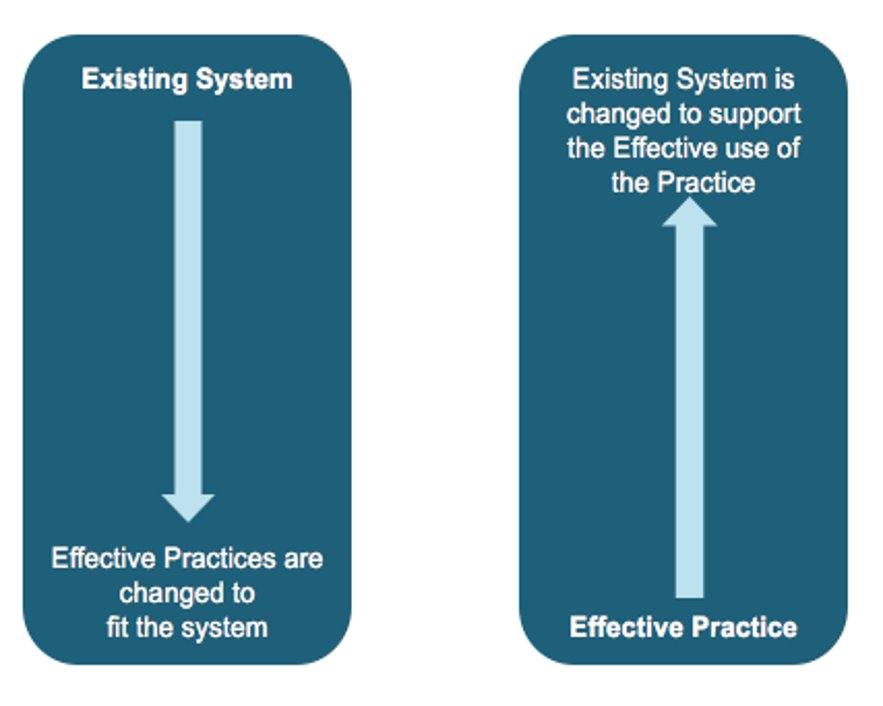 Existing System
Effective Practices are
changed to
fit the system
Existing System is
changed to support
the Effective use of
the Practice
Effective Practice